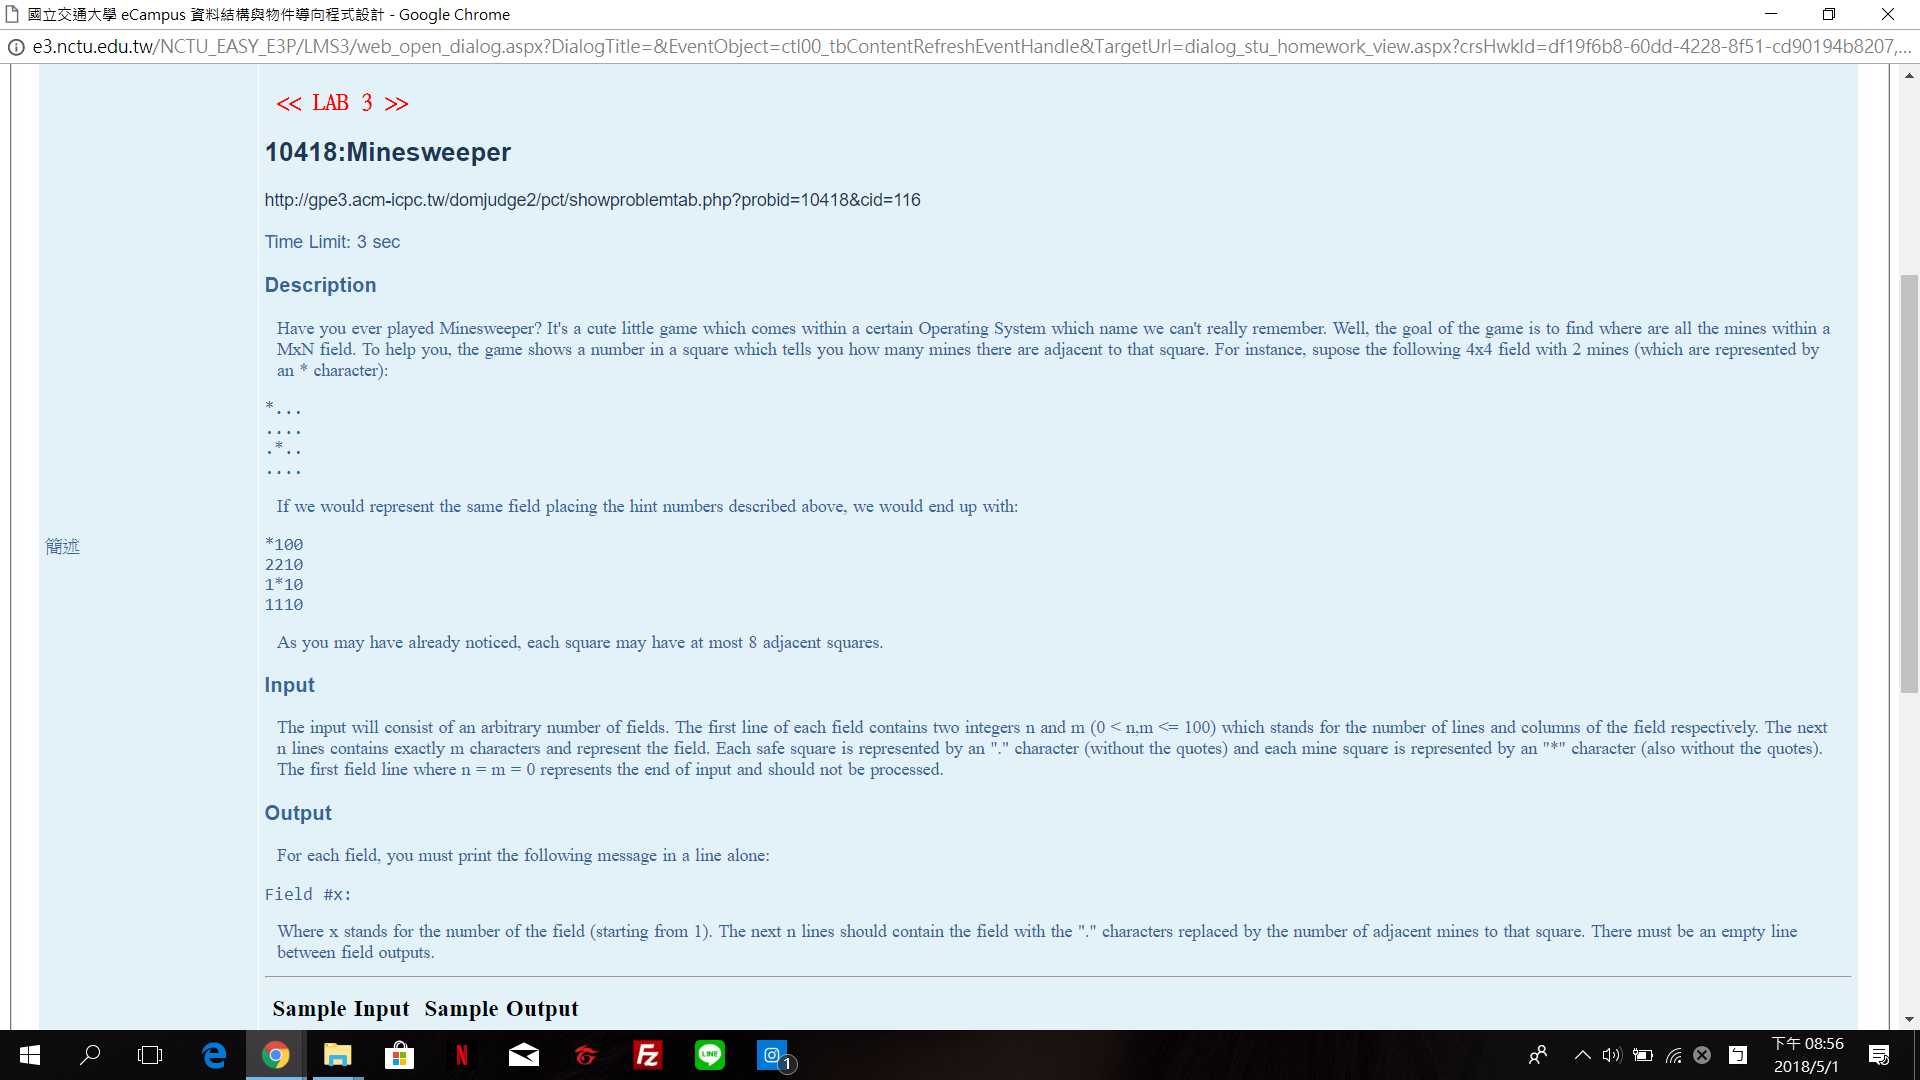 國立交通大學 eCampus 資料結構與物件導向程式設計 - Google Chrome
e3.nctu.edu.tw/NCTU_EASY_E3P/LMS3/web_open_dialog.aspx?DialogTitle=&EventObject=ctl00_tbContentRefreshEventHandle&TargetUrl=dialog_stu_homework_view.aspx?crsHwkId=df19f6b8-60dd-4228-8f51-cd90194b8207,...
<< LAB 3 >>
10418:Minesweeper
http://gpe3.acm-icpc.tw/domjudge2/pct/showproblemtab.php?probid=10418&cid=116
Time Limit: 3 sec
Description
Have you ever played Minesweeper? It's a cute little game which comes within a certain Operating System which name we can't really remember. Well, the goal of the game is to find where are all the mines within a
MxN field. To help you, the game shows a number in a square which tells you how many mines there are adjacent to that square. For instance, supose the following 4x4 field with 2 mines (which are represented by
an * character):
*...
....
.*..
....
If we would represent the same field placing the hint numbers described above, we would end up with:
簡述
*100
2210
1*10
1110
As you may have already noticed, each square may have at most 8 adjacent squares.
Input
The input will consist of an arbitrary number of fields. The first line of each field contains two integers n and m (0 < n,m <= 100) which stands for the number of lines and columns of the field respectively. The next
n lines contains exactly m characters and represent the field. Each safe square is represented by an "." character (without the quotes) and each mine square is represented by an "*" character (also without the quotes).
The first field line where n = m = 0 represents the end of input and should not be processed.
Output
For each field, you must print the following message in a line alone:
Field #x:
Where x stands for the number of the field (starting from 1). The next n lines should contain the field with the "." characters replaced by the number of adjacent mines to that square. There must be an empty line
between field outputs.
Sample Input Sample Output
N
Fz
LINE
1
ㄅ
下午 08:56
2018/5/1